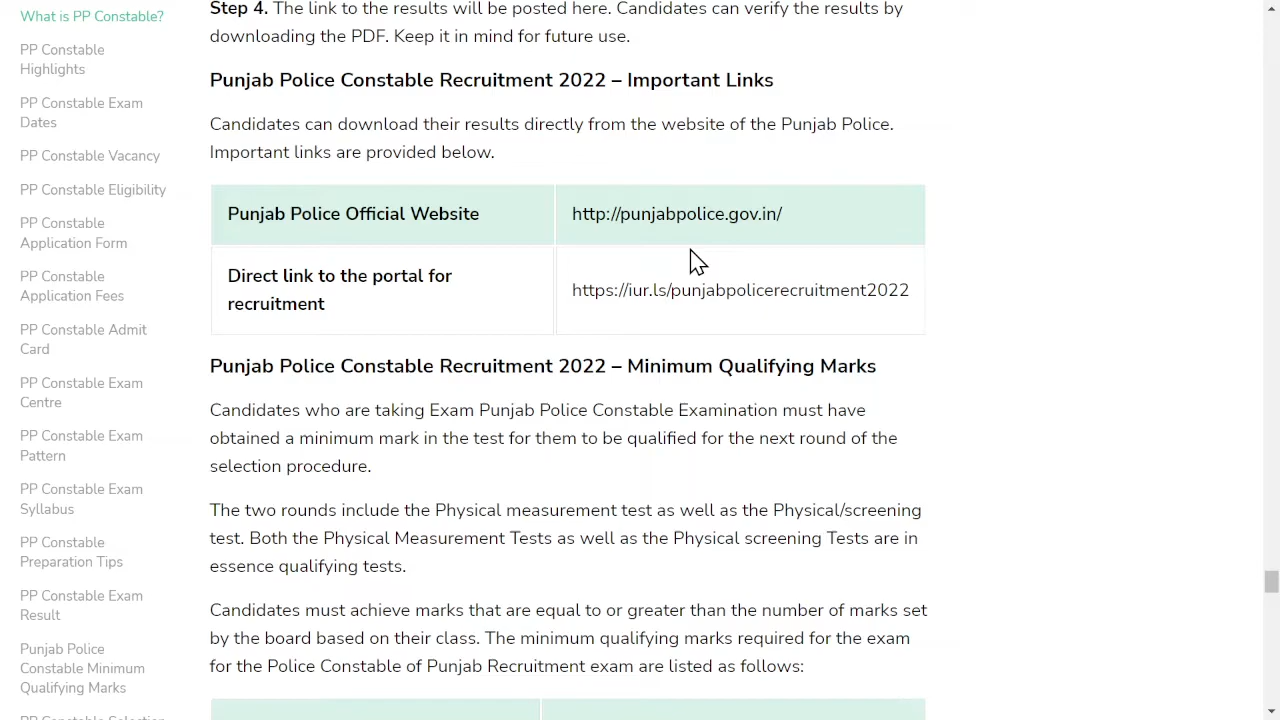 What is PP Constable?
PP Constable
Highlights
PP Constable Exam
Dates
PP Constable Vacancy
PP Constable Eligibility
PP Constable
Application Form
PP Constable
Application Fees
PP Constable Admit
Card
PP Constable Exam
Centre
PP Constable Exam
Pattern
PP Constable Exam
Syllabus
PP Constable
Preparation Tips
PP Constable Exam
Result
Punjab Police
Constable Minimum
Qualifying Marks
PP Constable Selection
Step 4. The link to the results will be posted here. Candidates can verify the results by
downloading the PDF. Keep it in mind for future use.
Punjab Police Constable Recruitment 2022 – Important Links
Candidates can download their results directly from the website of the Punjab Police.
Important links are provided below.
Punjab Police Official Website
http://punjabpolice.gov.in/
Direct link to the portal for
recruitment
https://iur.ls/punjabpolicerecruitment2022
Punjab Police Constable Recruitment 2022 – Minimum Qualifying Marks
Candidates who are taking Exam Punjab Police Constable Examination must have
obtained a minimum mark in the test for them to be qualified for the next round of the
selection procedure.
The two rounds include the Physical measurement test as well as the Physical/screening
test. Both the Physical Measurement Tests as well as the Physical screening Tests are in
essence qualifying tests.
Candidates must achieve marks that are equal to or greater than the number of marks set
by the board based on their class. The minimum qualifying marks required for the exam
for the Police Constable of Punjab Recruitment exam are listed as follows: